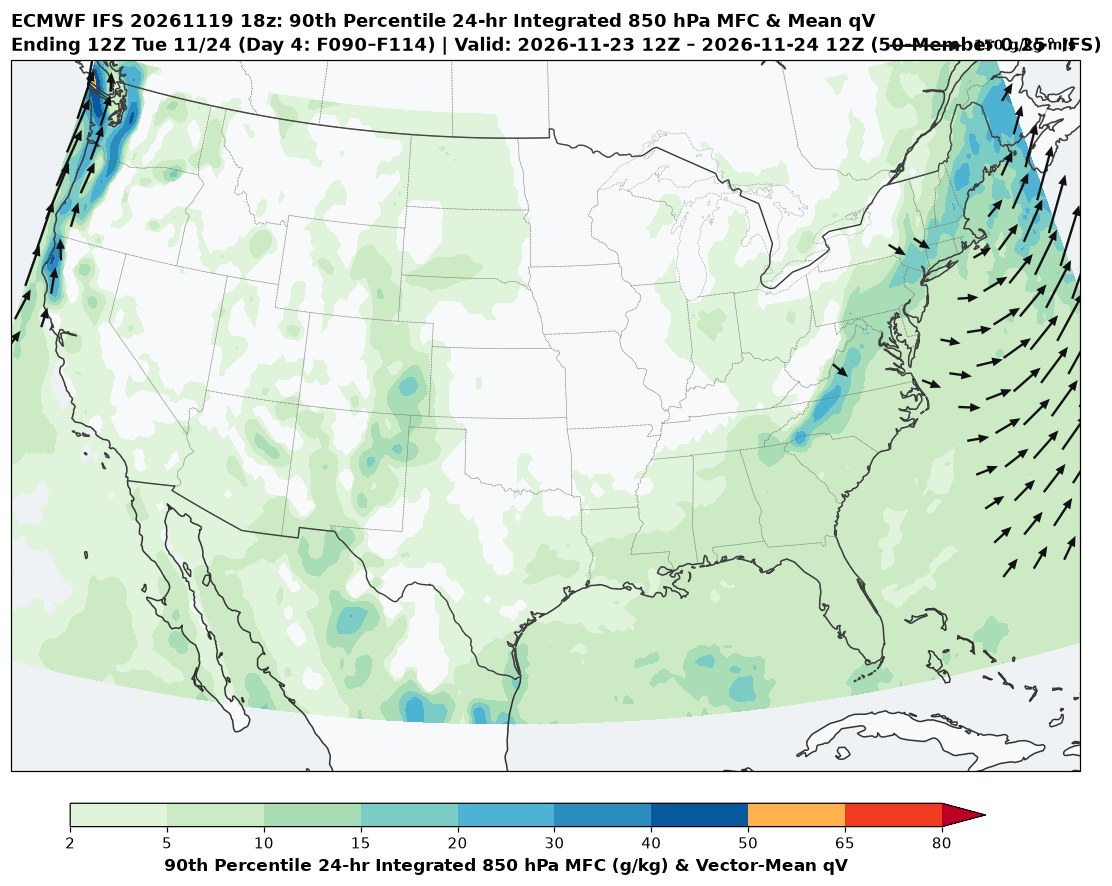 ECMWF IFS 20261119 18z: 90th Percentile 24-hr Integrated 850 hPa MFC & Mean qV
Ending 12Z Tue 11/24 (Day 4: F090–F114) | Valid: 2026-11-23 12Z – 2026-11-24 12Z (50-Member 0.25° IFS)
150 g/kg·m/s
2 5 10 15 20 30 40 50 65 80
90th Percentile 24-hr Integrated 850 hPa MFC (g/kg) & Vector-Mean qV